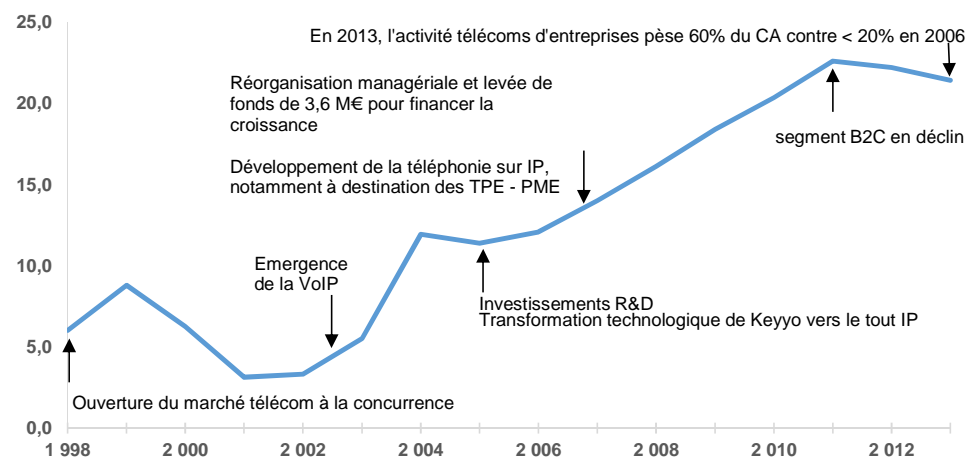 25,0
En 2013, l'activité télécoms d'entreprises pèse 60% du CA contre < 20% en 2006
Réorganisation managériale et levée de
fonds de 3,6 M€ pour financer la
croissance
20,0
segment B2C en déclin
Développement de la téléphonie sur IP,
notamment à destination des TPE - PME
15,0
10,0
Emergence
de la VoIP
Investissements R&D
Transformation technologique de Keyyo vers le tout IP
5,0
Ouverture du marché télécom à la concurrence
0,0
1 998
2 000
2 002
2 004
2 006
2 008
2 010
2 012